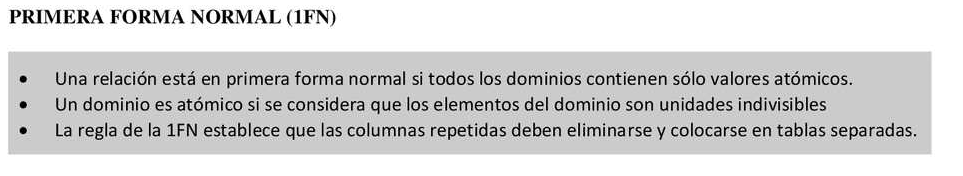 PRIMERA FORMA NORMAL (1FN)
• Una relación está en primera forma normal si todos los dominios contienen sólo valores atómicos.
• Un dominio es atómico si se considera que los elementos del dominio son unidades indivisibles
• La regla de la 1FN establece que las columnas repetidas deben eliminarse y colocarse en tablas separadas.